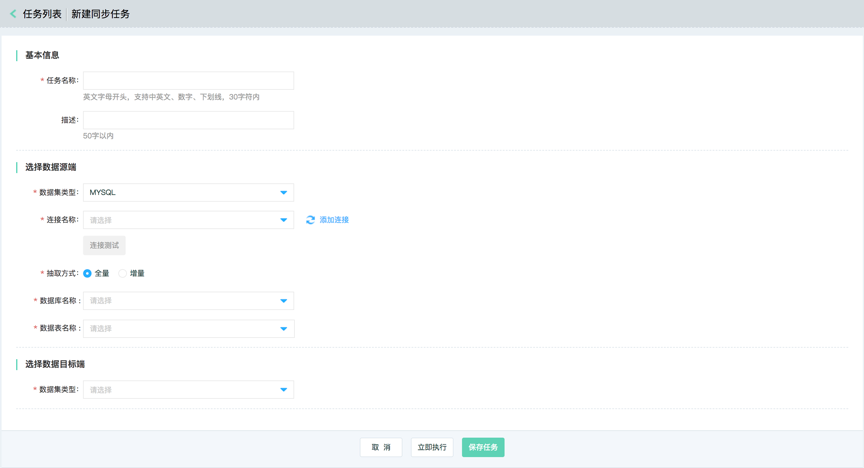 任务列表 新建同步任务
基本信息
* 任务名称:
英文字母开头，支持中英文、数字、下划线，30字符内
描述:
50字以内
选择数据源端
* 数据集类型: MYSQL
* 连接名称: 请选择 添加连接
连接测试
* 抽取方式: 全量 增量
* 数据库名称 : 请选择
* 数据表名称 : 请选择
选择数据目标端
* 数据集类型: 请选择
取 消 立即执行 保存任务